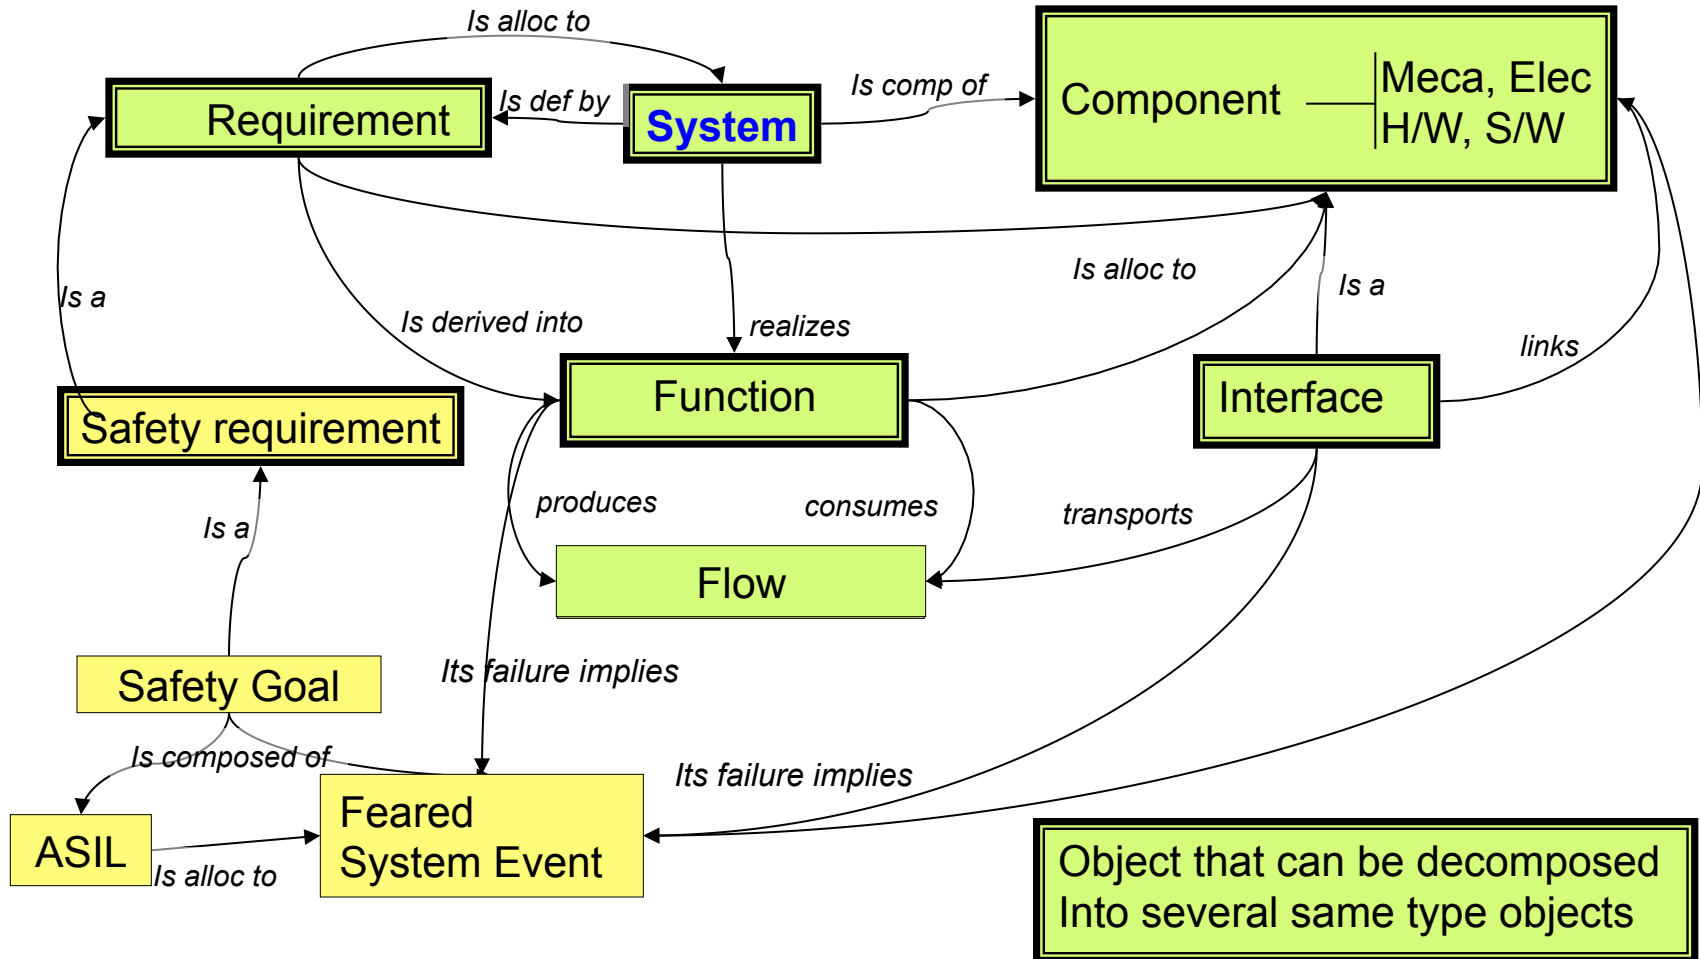 Is alloc to
Requirement
Is def by
System
Is comp of
Component
Meca, Elec
H/W, S/W
Is a
Is derived into
realizes
Is alloc to
Is a
links
Safety requirement
Function
Interface
Is a
produces
consumes
transports
Flow
Safety Goal
Its failure implies
Is composed of
Its failure implies
ASIL
Is alloc to
Feared
System Event
Object that can be decomposed
Into several same type objects